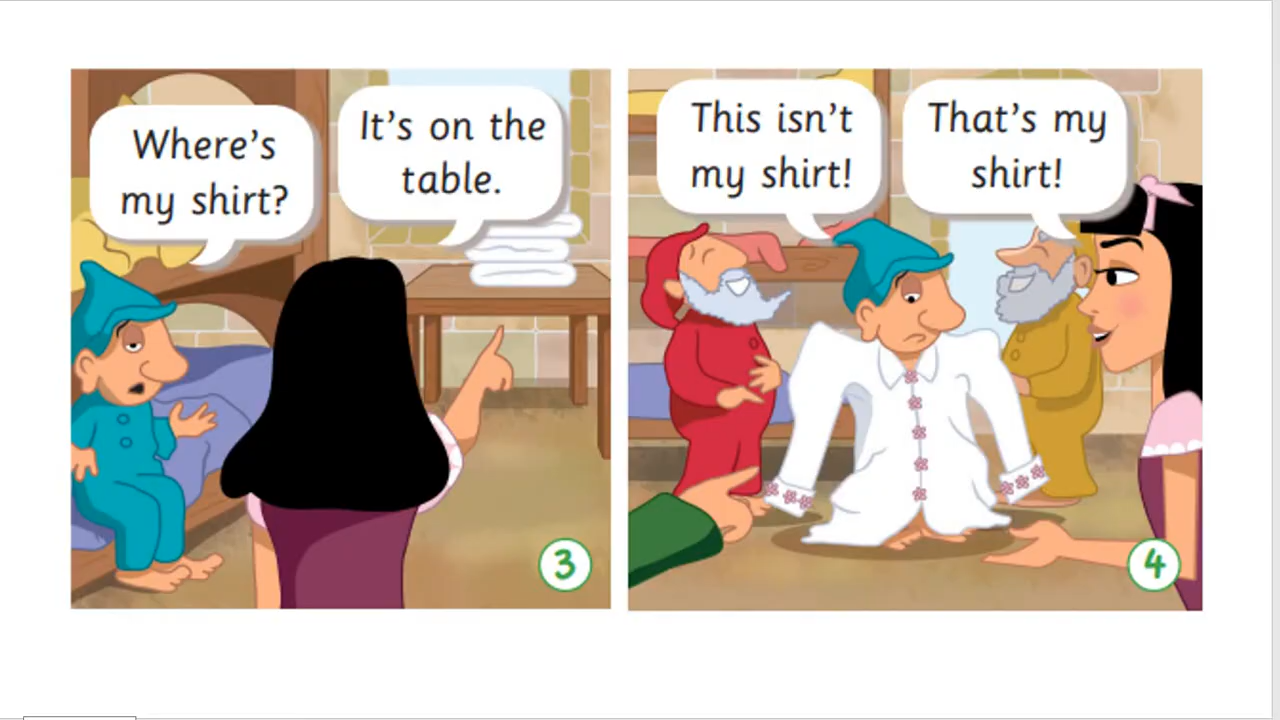 Where's
my shirt?
It's on the
table.
3
This isn't
my shirt!
That's my
shirt!
4